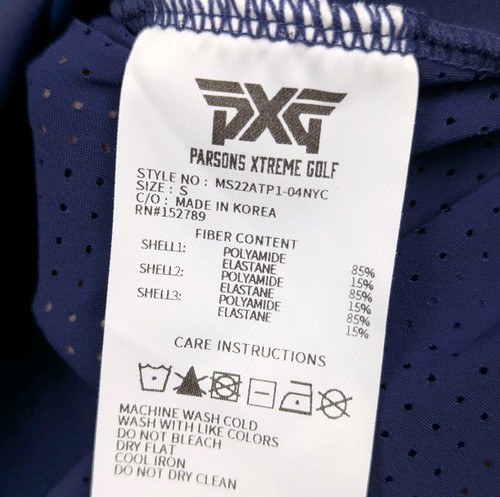 PXG
PARSONS XTREME GOLF
STYLE NO : MS22ATP1-04NYC
SIZE : S
C/O : MADE IN KOREA
RN#152789
FIBER CONTENT
SHELL1: POLYAMIDE 85%
ELASTANE 15%
SHELL2: POLYAMIDE 85%
ELASTANE 15%
SHELL3: POLYAMIDE 85%
ELASTANE 15%
CARE INSTRUCTIONS
MACHINE WASH COLD
WASH WITH LIKE COLORS
DO NOT BLEACH
DRY FLAT
COOL IRON
DO NOT DRY CLEAN